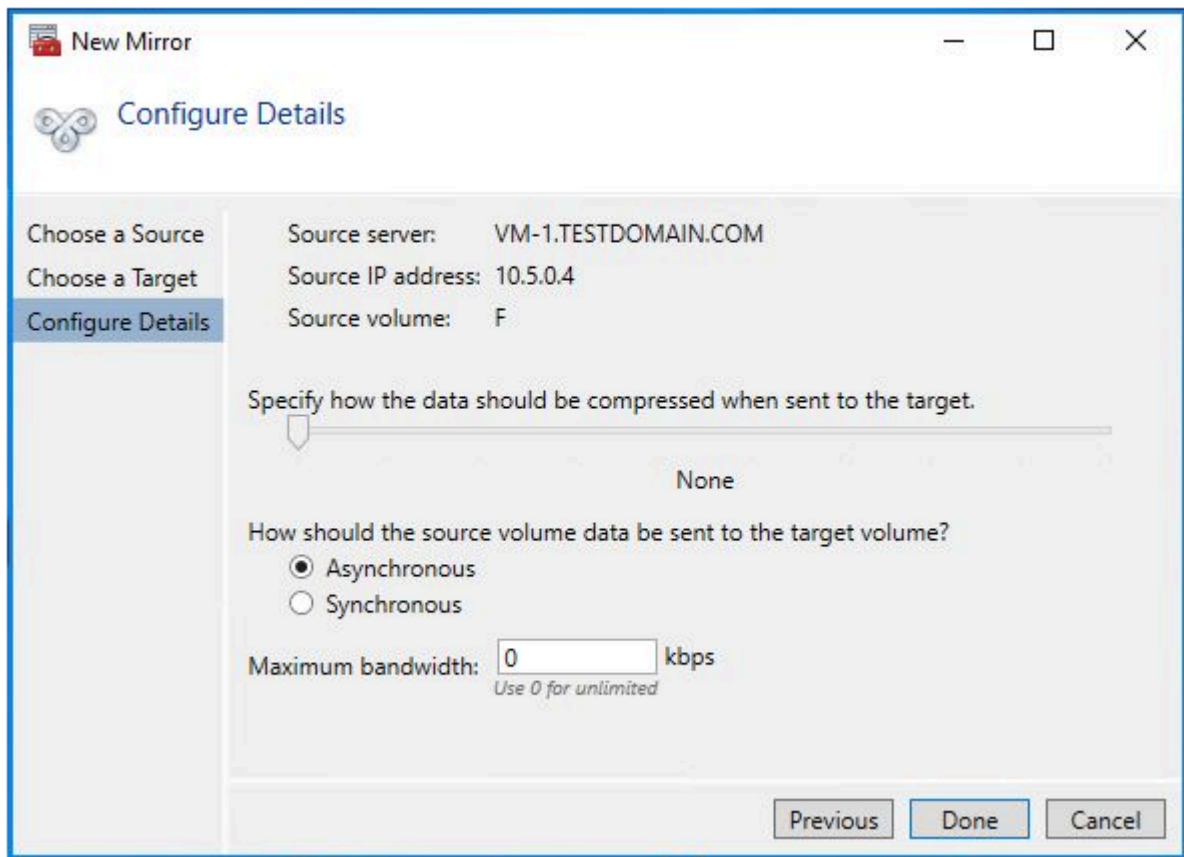 New Mirror
Configure Details
Choose a Source
Choose a Target
Configure Details
Source server: VM-1.TESTDOMAIN.COM
Source IP address: 10.5.0.4
Source volume: F
Specify how the data should be compressed when sent to the target.
None
How should the source volume data be sent to the target volume?
Asynchronous
Synchronous
Maximum bandwidth: 0 kbps
Use 0 for unlimited
Previous Done Cancel